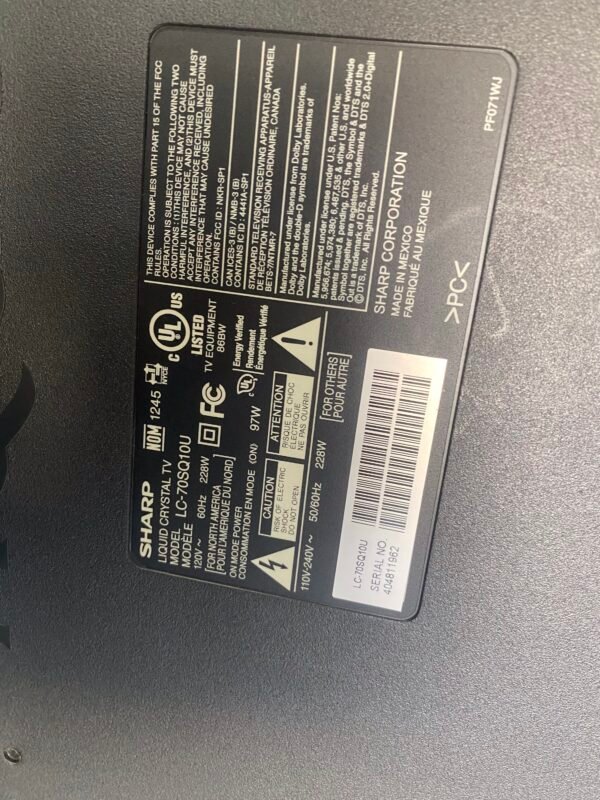 SHARP
LIQUID CRYSTAL TV
MODEL LC-70SQ10U
MODÈLE
120V ~ 60Hz 228W
[FOR NORTH AMERICA]
[POUR L'AMERIQUE DU NORD]
ON MODE POWER
CONSOMMATION EN MODE (ON) 97W
NOM 1245 NYCE
C UL US
LISTED
TV EQUIPMENT
86BW
FC
UL Energy Verified
Rendement
Énergétique Vérifié
CAUTION
RISK OF ELECTRIC
SHOCK
DO NOT OPEN
ATTENTION
RISQUE DE CHOC
ELECTRIQUE
NE PAS OUVRIR
110V-240V ~ 50/60Hz 228W
[FOR OTHERS]
[POUR AUTRE]
LC-70SQ10U
SERIAL NO.
404811962
THIS DEVICE COMPLIES WITH PART 15 OF THE FCC
RULES.
OPERATION IS SUBJECT TO THE FOLLOWING TWO
CONDITIONS : (1)THIS DEVICE MAY NOT CAUSE
HARMFUL INTERFERENCE, AND (2)THIS DEVICE MUST
ACCEPT ANY INTERFERENCE RECEIVED, INCLUDING
INTERFERENCE THAT MAY CAUSE UNDESIRED
OPERATION.
CONTAINS FCC ID : NKR-SP1
CAN ICES-3 (B) / NMB-3 (B)
CONTAINS IC ID : 4441A-SP1
STANDARD TELEVISION RECEIVING APPARATUS-APPAREIL
DE RÉCEPTION TÉLÉVISION ORDINAIRE, CANADA
BETS-7/NTMR-7
Manufactured under license from Dolby Laboratories.
Dolby and the double-D symbol are trademarks of
Dolby Laboratories.
Manufactured under license under U.S. Patent Nos:
5,956,674; 5,974,380; 6,487,535 & other U.S. and worldwide
patents issued & pending. DTS, the Symbol & DTS and the
Symbol together are registered trademarks & DTS 2.0+Digital
Out is a trademark of DTS, Inc.
© DTS, Inc. All Rights Reserved.
SHARP CORPORATION
MADE IN MEXICO
FABRIQUÉ AU MEXIQUE
>PC<
PF071WJ